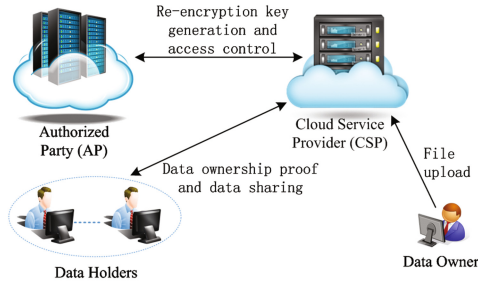 Re-encryption key
generation and
access control
Authorized
Party (AP)
Cloud Service
Provider (CSP)
Data ownership proof
and data sharing
File
upload
Data Holders
Data Owner